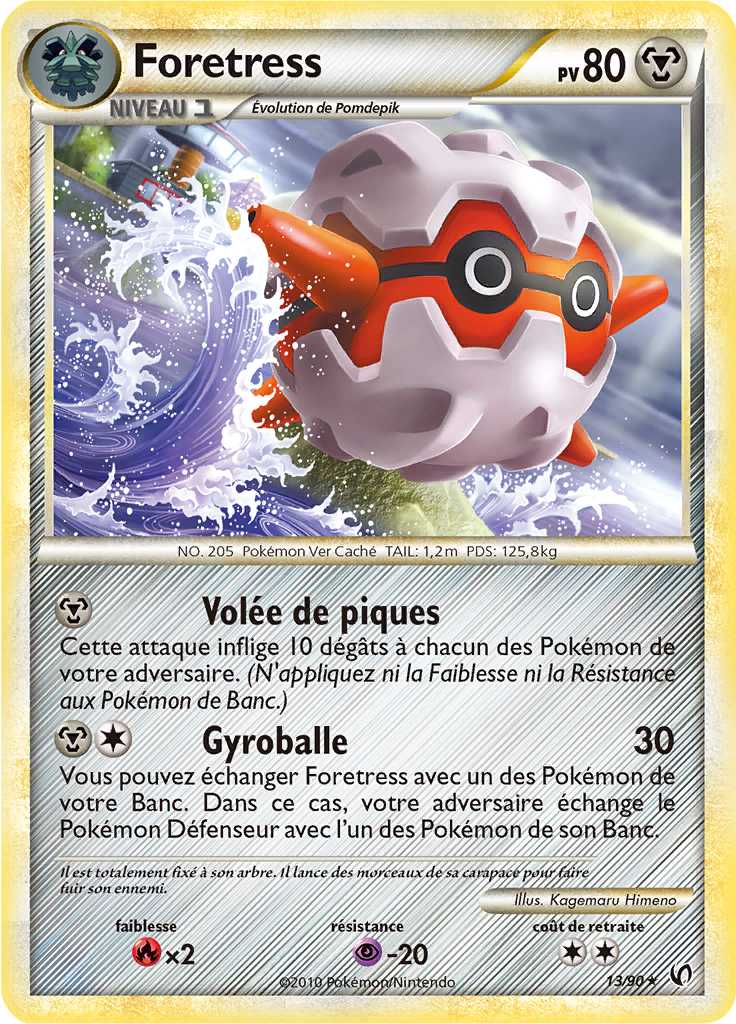 Foretress
PV 80
NIVEAU 1
Évolution de Pomdepik
NO. 205 Pokémon Ver Caché TAIL: 1,2m PDS: 125,8kg
Volée de piques
Cette attaque inflige 10 dégâts à chacun des Pokémon de
votre adversaire. (N'appliquez ni la Faiblesse ni la Résistance
aux Pokémon de Banc.)
Gyroballe 30
Vous pouvez échanger Foretress avec un des Pokémon de
votre Banc. Dans ce cas, votre adversaire échange le
Pokémon Défenseur avec l'un des Pokémon de son Banc.
Il est totalement fixé à son arbre. Il lance des morceaux de sa carapace pour faire
fuir son ennemi.
Illus. Kagemaru Himeno
faiblesse résistance coût de retraite
×2 -20
©2010 Pokémon/Nintendo
13/90★